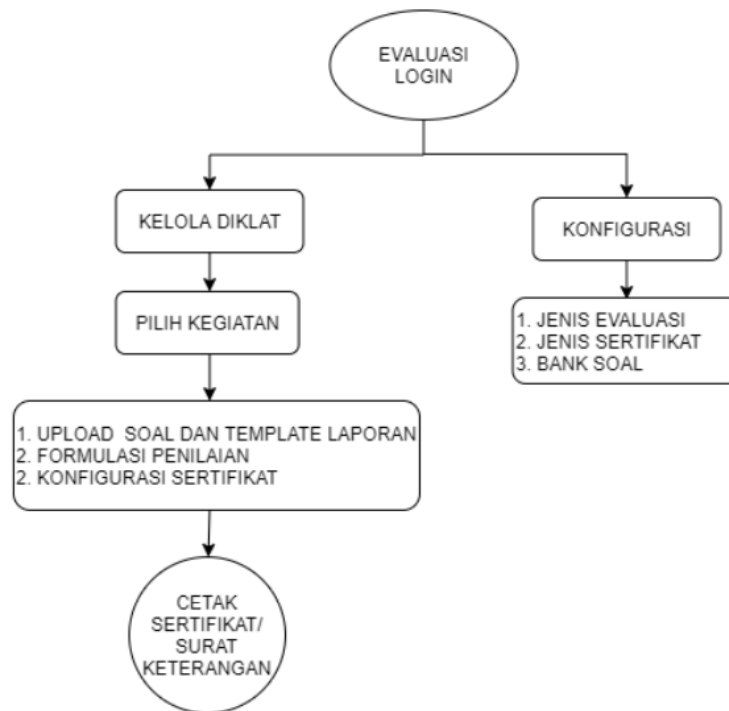 EVALUASI
LOGIN
KELOLA DIKLAT
KONFIGURASI
PILIH KEGIATAN
1. JENIS EVALUASI
2. JENIS SERTIFIKAT
3. BANK SOAL
1. UPLOAD SOAL DAN TEMPLATE LAPORAN
2. FORMULASI PENILAIAN
2. KONFIGURASI SERTIFIKAT
CETAK
SERTIFIKAT/
SURAT
KETERANGAN